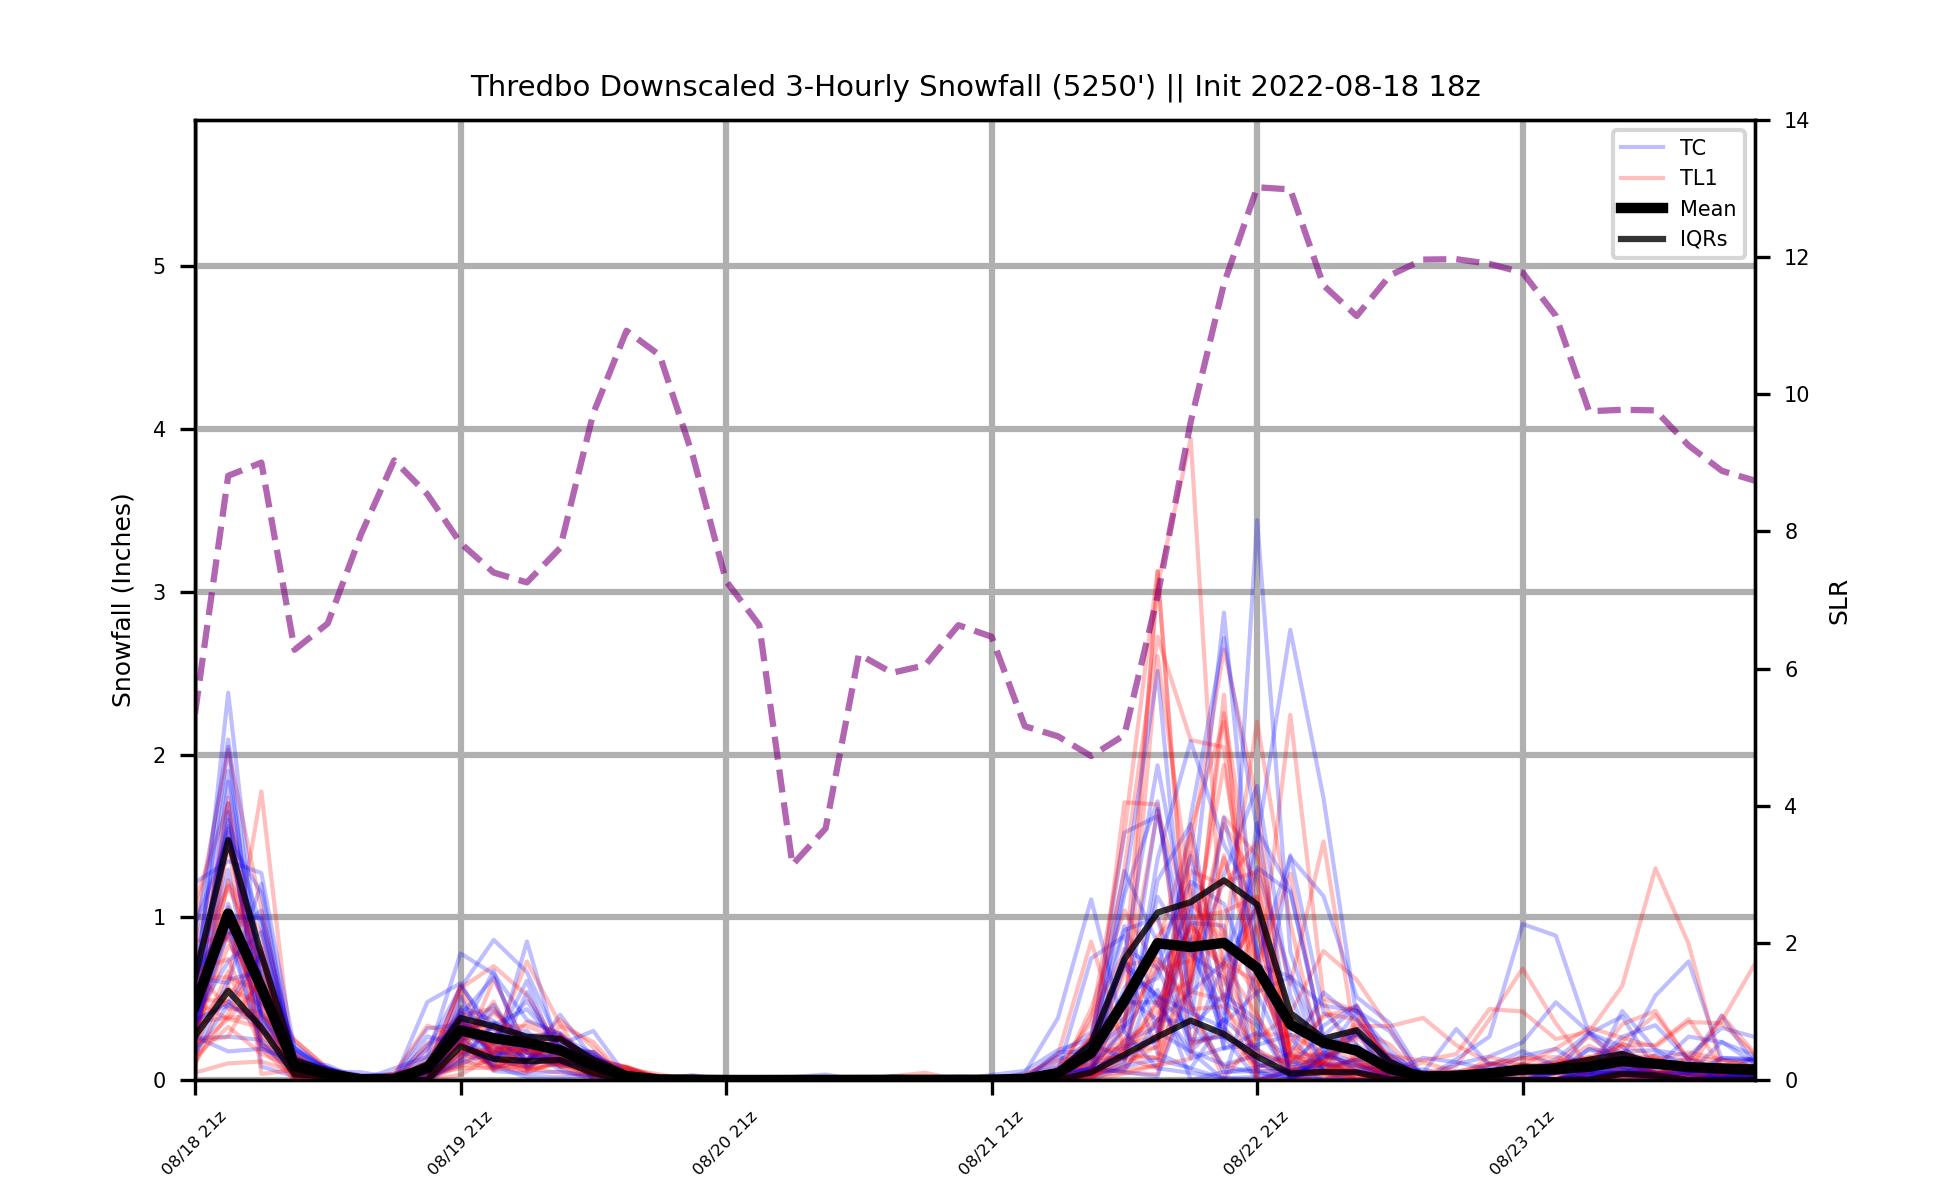 Thredbo Downscaled 3-Hourly Snowfall (5250') || Init 2022-08-18 18z
TC
TL1
Mean
IQRs
Snowfall (Inches)
5
4
3
2
1
0
14
12
10
8
6
4
2
0
SLR
08/18 21z
08/19 21z
08/20 21z
08/21 21z
08/22 21z
08/23 21z